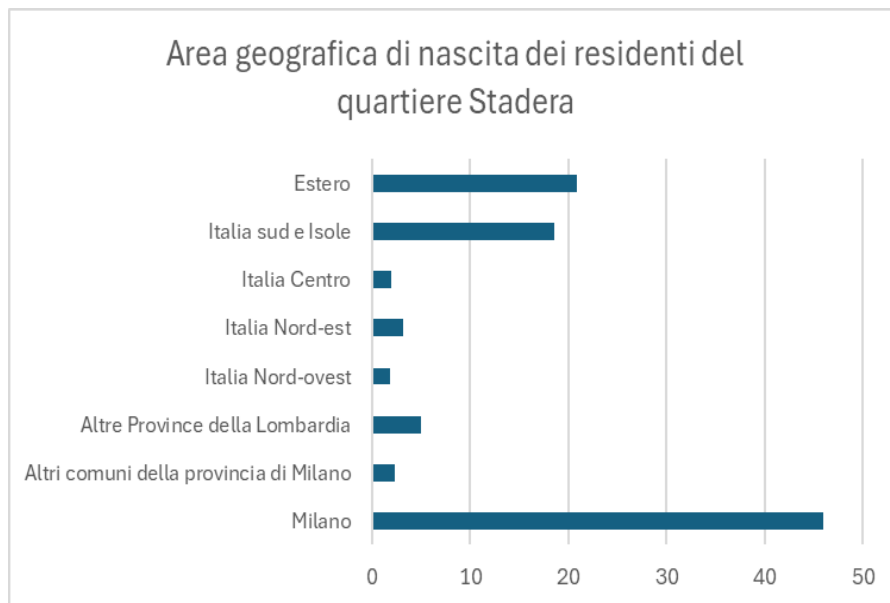 Area geografica di nascita dei residenti del
quartiere Stadera
Estero
Italia sud e Isole
Italia Centro
Italia Nord-est
Italia Nord-ovest
Altre Province della Lombardia
Altri comuni della provincia di Milano
Milano
0 10 20 30 40 50